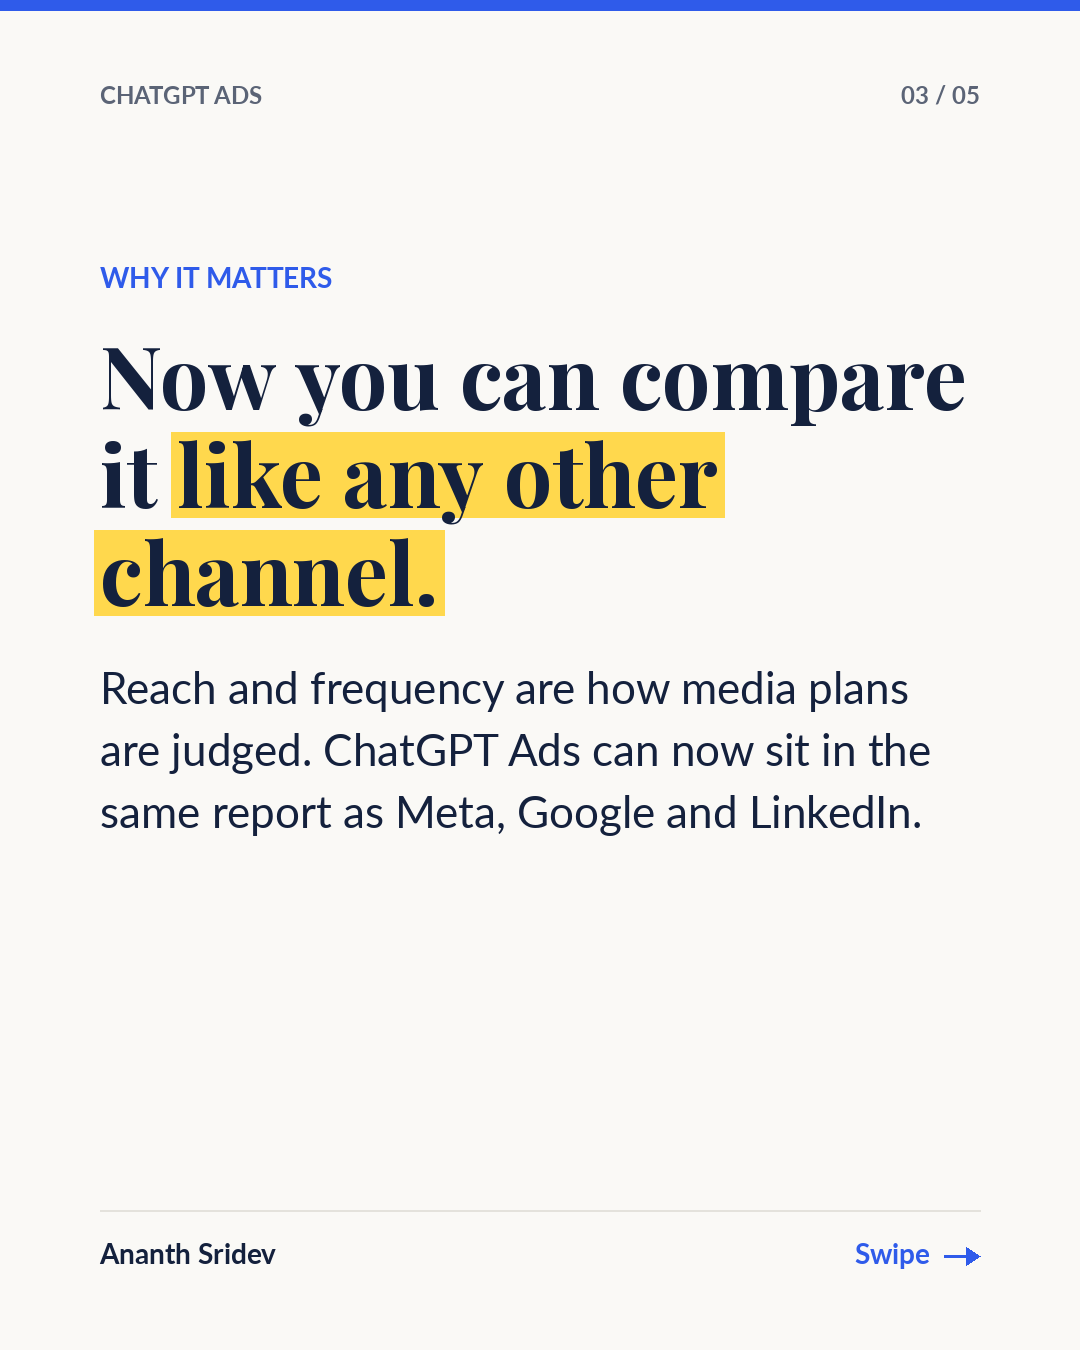 CHATGPT ADS
03 / 05
WHY IT MATTERS
Now you can compare
it like any other
channel.
Reach and frequency are how media plans
are judged. ChatGPT Ads can now sit in the
same report as Meta, Google and LinkedIn.
Ananth Sridev
Swipe